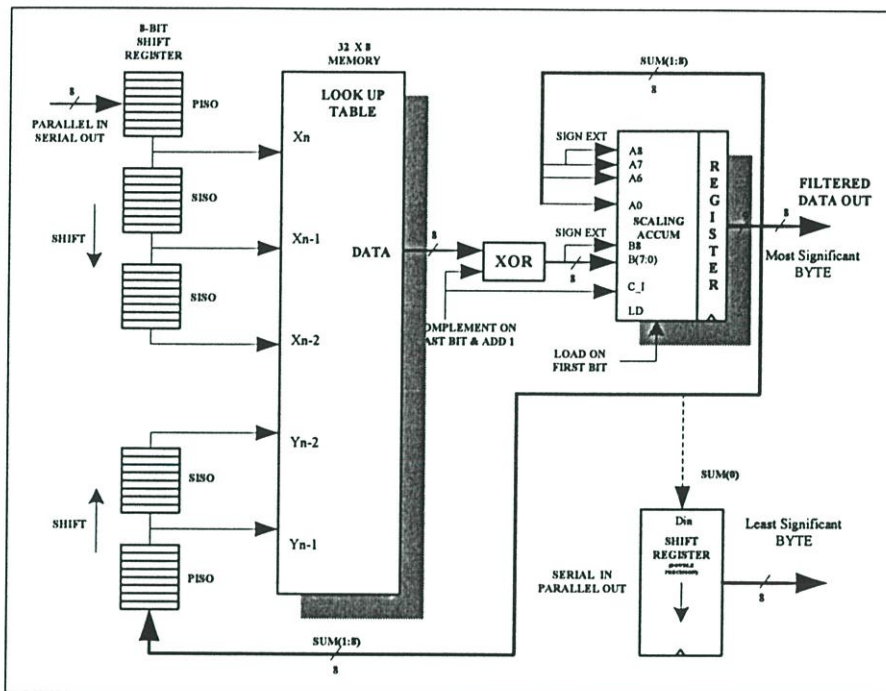 8-BIT
SHIFT
REGISTER
8
PARALLEL IN
SERIAL OUT
PISO
SISO
SHIFT
SISO
SISO
SHIFT
PISO
32 X 8
MEMORY
LOOK UP
TABLE
Xn
Xn-1
DATA
Xn-2
Yn-2
Yn-1
8
XOR
8
OMPLEMENT ON
AST BIT & ADD 1
SUM(1:8)
8
SIGN EXT
A8
A7
A6
A0
SCALING
ACCUM
SIGN EXT
B8
B(7:0)
C_I
LD
REGISTER
LOAD ON
FIRST BIT
FILTERED
DATA OUT
8
Most Significant
BYTE
SUM(0)
Din
SHIFT
REGISTER
(DOUBLE
PRECISION)
SERIAL IN
PARALLEL OUT
Least Significant
BYTE
8
SUM(1:8)
8